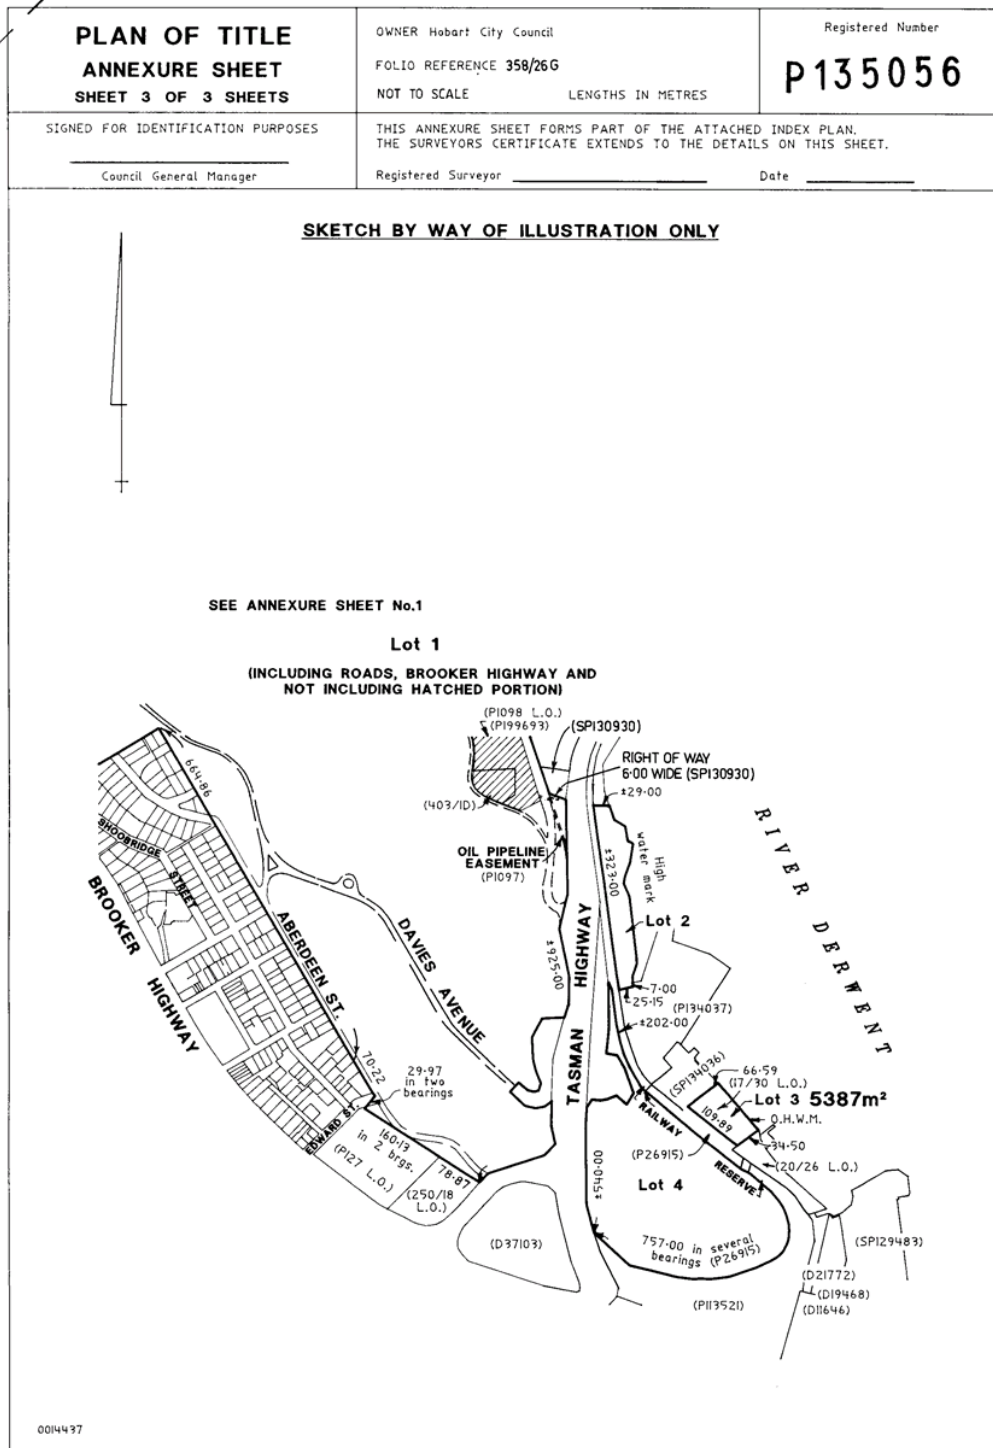 PLAN OF TITLE
ANNEXURE SHEET
SHEET 3 OF 3 SHEETS
OWNER Hobart City Council
FOLIO REFERENCE 358/26G
NOT TO SCALE LENGTHS IN METRES
Registered Number
P135056
SIGNED FOR IDENTIFICATION PURPOSES
Council General Manager
THIS ANNEXURE SHEET FORMS PART OF THE ATTACHED INDEX PLAN.
THE SURVEYORS CERTIFICATE EXTENDS TO THE DETAILS ON THIS SHEET.
Registered Surveyor
Date
SKETCH BY WAY OF ILLUSTRATION ONLY
SEE ANNEXURE SHEET No.1
Lot 1
(INCLUDING ROADS, BROOKER HIGHWAY AND
NOT INCLUDING HATCHED PORTION)
(P1098 L.O.)
(P199693)
(SP130930)
RIGHT OF WAY
6·00 WIDE (SP130930)
±29·00
664·86
(403/1D)
RIVER DERWENT
SHOOBRIDGE
STREET
OIL PIPELINE
EASEMENT
(P1097)
±323·00
High
water mark
BROOKER
HIGHWAY
ABERDEEN ST.
DAVIES
AVENUE
±925·00
TASMAN HIGHWAY
Lot 2
7·00
25·15
(P134037)
±202·00
70·22
29·97
in two
bearings
(SP134036)
66·59
(17/30 L.O.)
Lot 3 5387m²
109·89
O.H.W.M.
RAILWAY
34·50
EDWARD ST.
160·13
in 2 brgs.
(P127 L.O.)
78·87
(250/18
L.O.)
(P26915)
(20/26 L.O.)
RESERVE
±540·00
Lot 4
(D37103)
757·00 in several
bearings (P26915)
(SP129483)
(D21772)
(D19468)
(D11646)
(P113521)
0014437